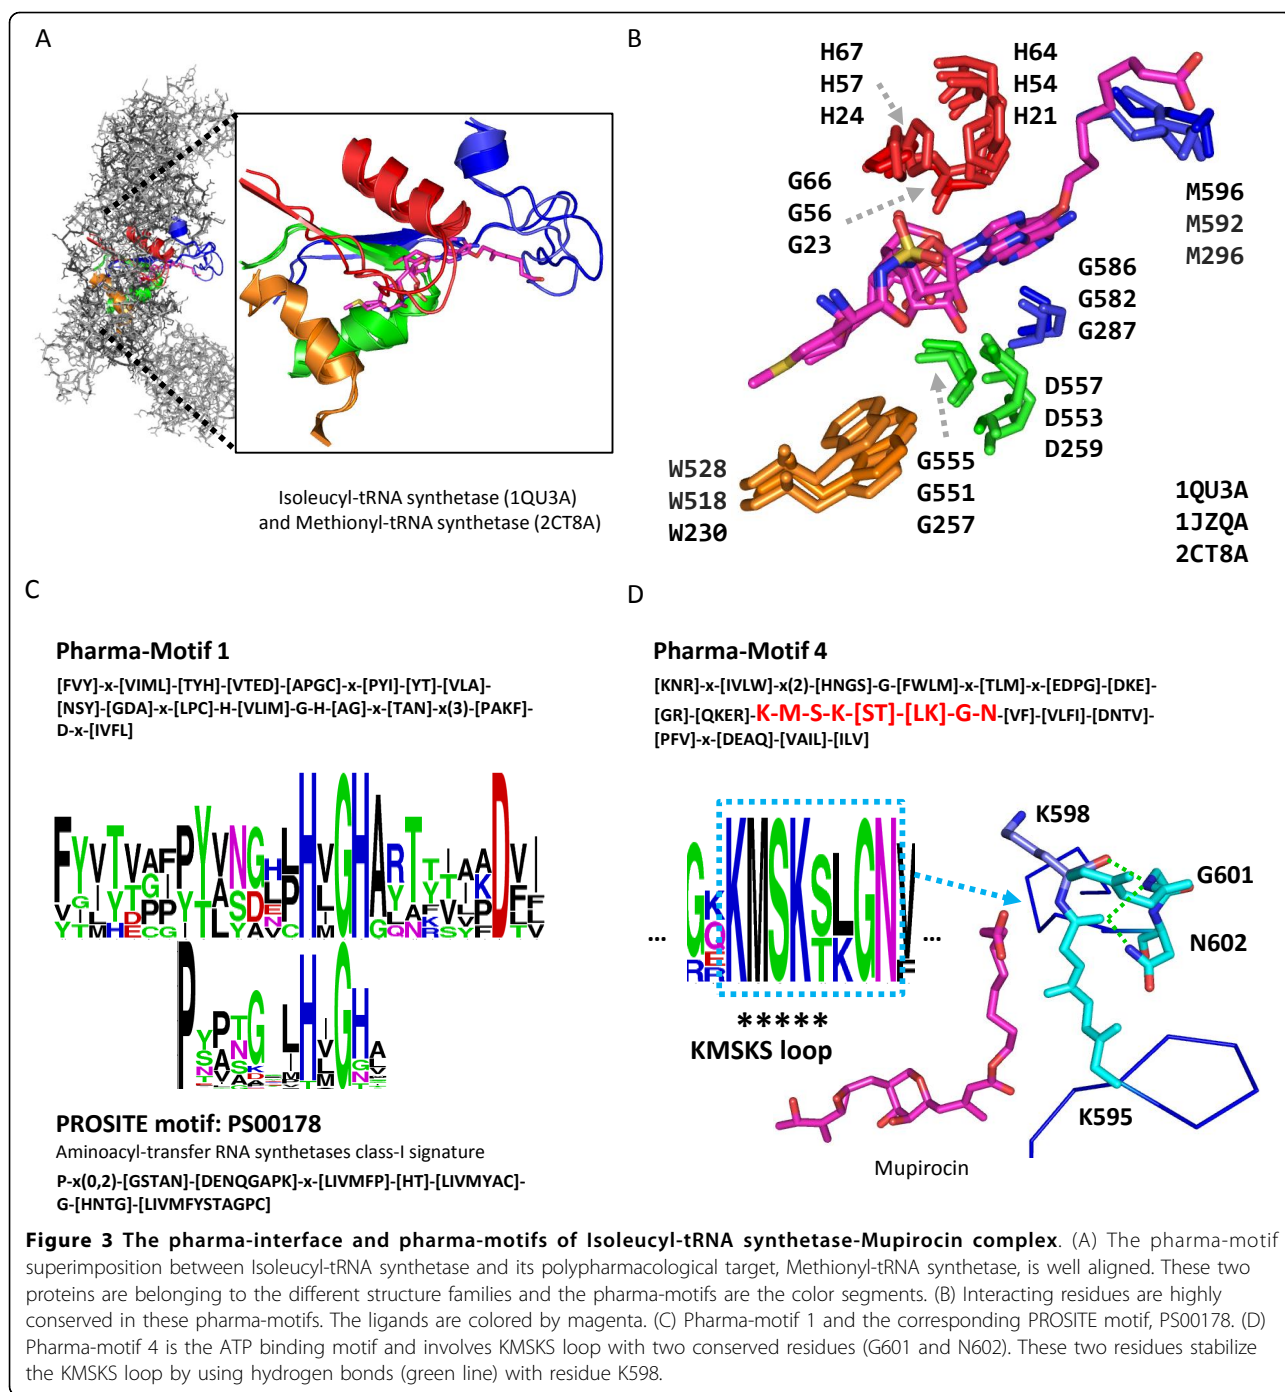 A
Isoleucyl-tRNA synthetase (1QU3A)
and Methionyl-tRNA synthetase (2CT8A)
B
H67
H57
H24
H64
H54
H21
G66
G56
G23
M596
M592
M296
G586
G582
G287
D557
D553
D259
G555
G551
G257
W528
W518
W230
1QU3A
1JZQA
2CT8A
C
Pharma-Motif 1
[FVY]-x-[VIML]-[TYH]-[VTED]-[APGC]-x-[PYI]-[YT]-[VLA]-
[NSY]-[GDA]-x-[LPC]-H-[VLIM]-G-H-[AG]-x-[TAN]-x(3)-[PAKF]-
D-x-[IVFL]
PROSITE motif: PS00178
Aminoacyl-transfer RNA synthetases class-I signature
P-x(0,2)-[GSTAN]-[DENQGAPK]-x-[LIVMFP]-[HT]-[LIVMYAC]-
G-[HNTG]-[LIVMFYSTAGPC]
D
Pharma-Motif 4
[KNR]-x-[IVLW]-x(2)-[HNGS]-G-[FWLM]-x-[TLM]-x-[EDPG]-[DKE]-
[GR]-[QKER]-K-M-S-K-[ST]-[LK]-G-N-[VF]-[VLFI]-[DNTV]-
[PFV]-x-[DEAQ]-[VAIL]-[ILV]
... KMSK GN ...
*****
KMSKS loop
K598
G601
N602
K595
Mupirocin
Figure 3 The pharma-interface and pharma-motifs of Isoleucyl-tRNA synthetase-Mupirocin complex. (A) The pharma-motif
superimposition between Isoleucyl-tRNA synthetase and its polypharmacological target, Methionyl-tRNA synthetase, is well aligned. These two
proteins are belonging to the different structure families and the pharma-motifs are the color segments. (B) Interacting residues are highly
conserved in these pharma-motifs. The ligands are colored by magenta. (C) Pharma-motif 1 and the corresponding PROSITE motif, PS00178. (D)
Pharma-motif 4 is the ATP binding motif and involves KMSKS loop with two conserved residues (G601 and N602). These two residues stabilize
the KMSKS loop by using hydrogen bonds (green line) with residue K598.